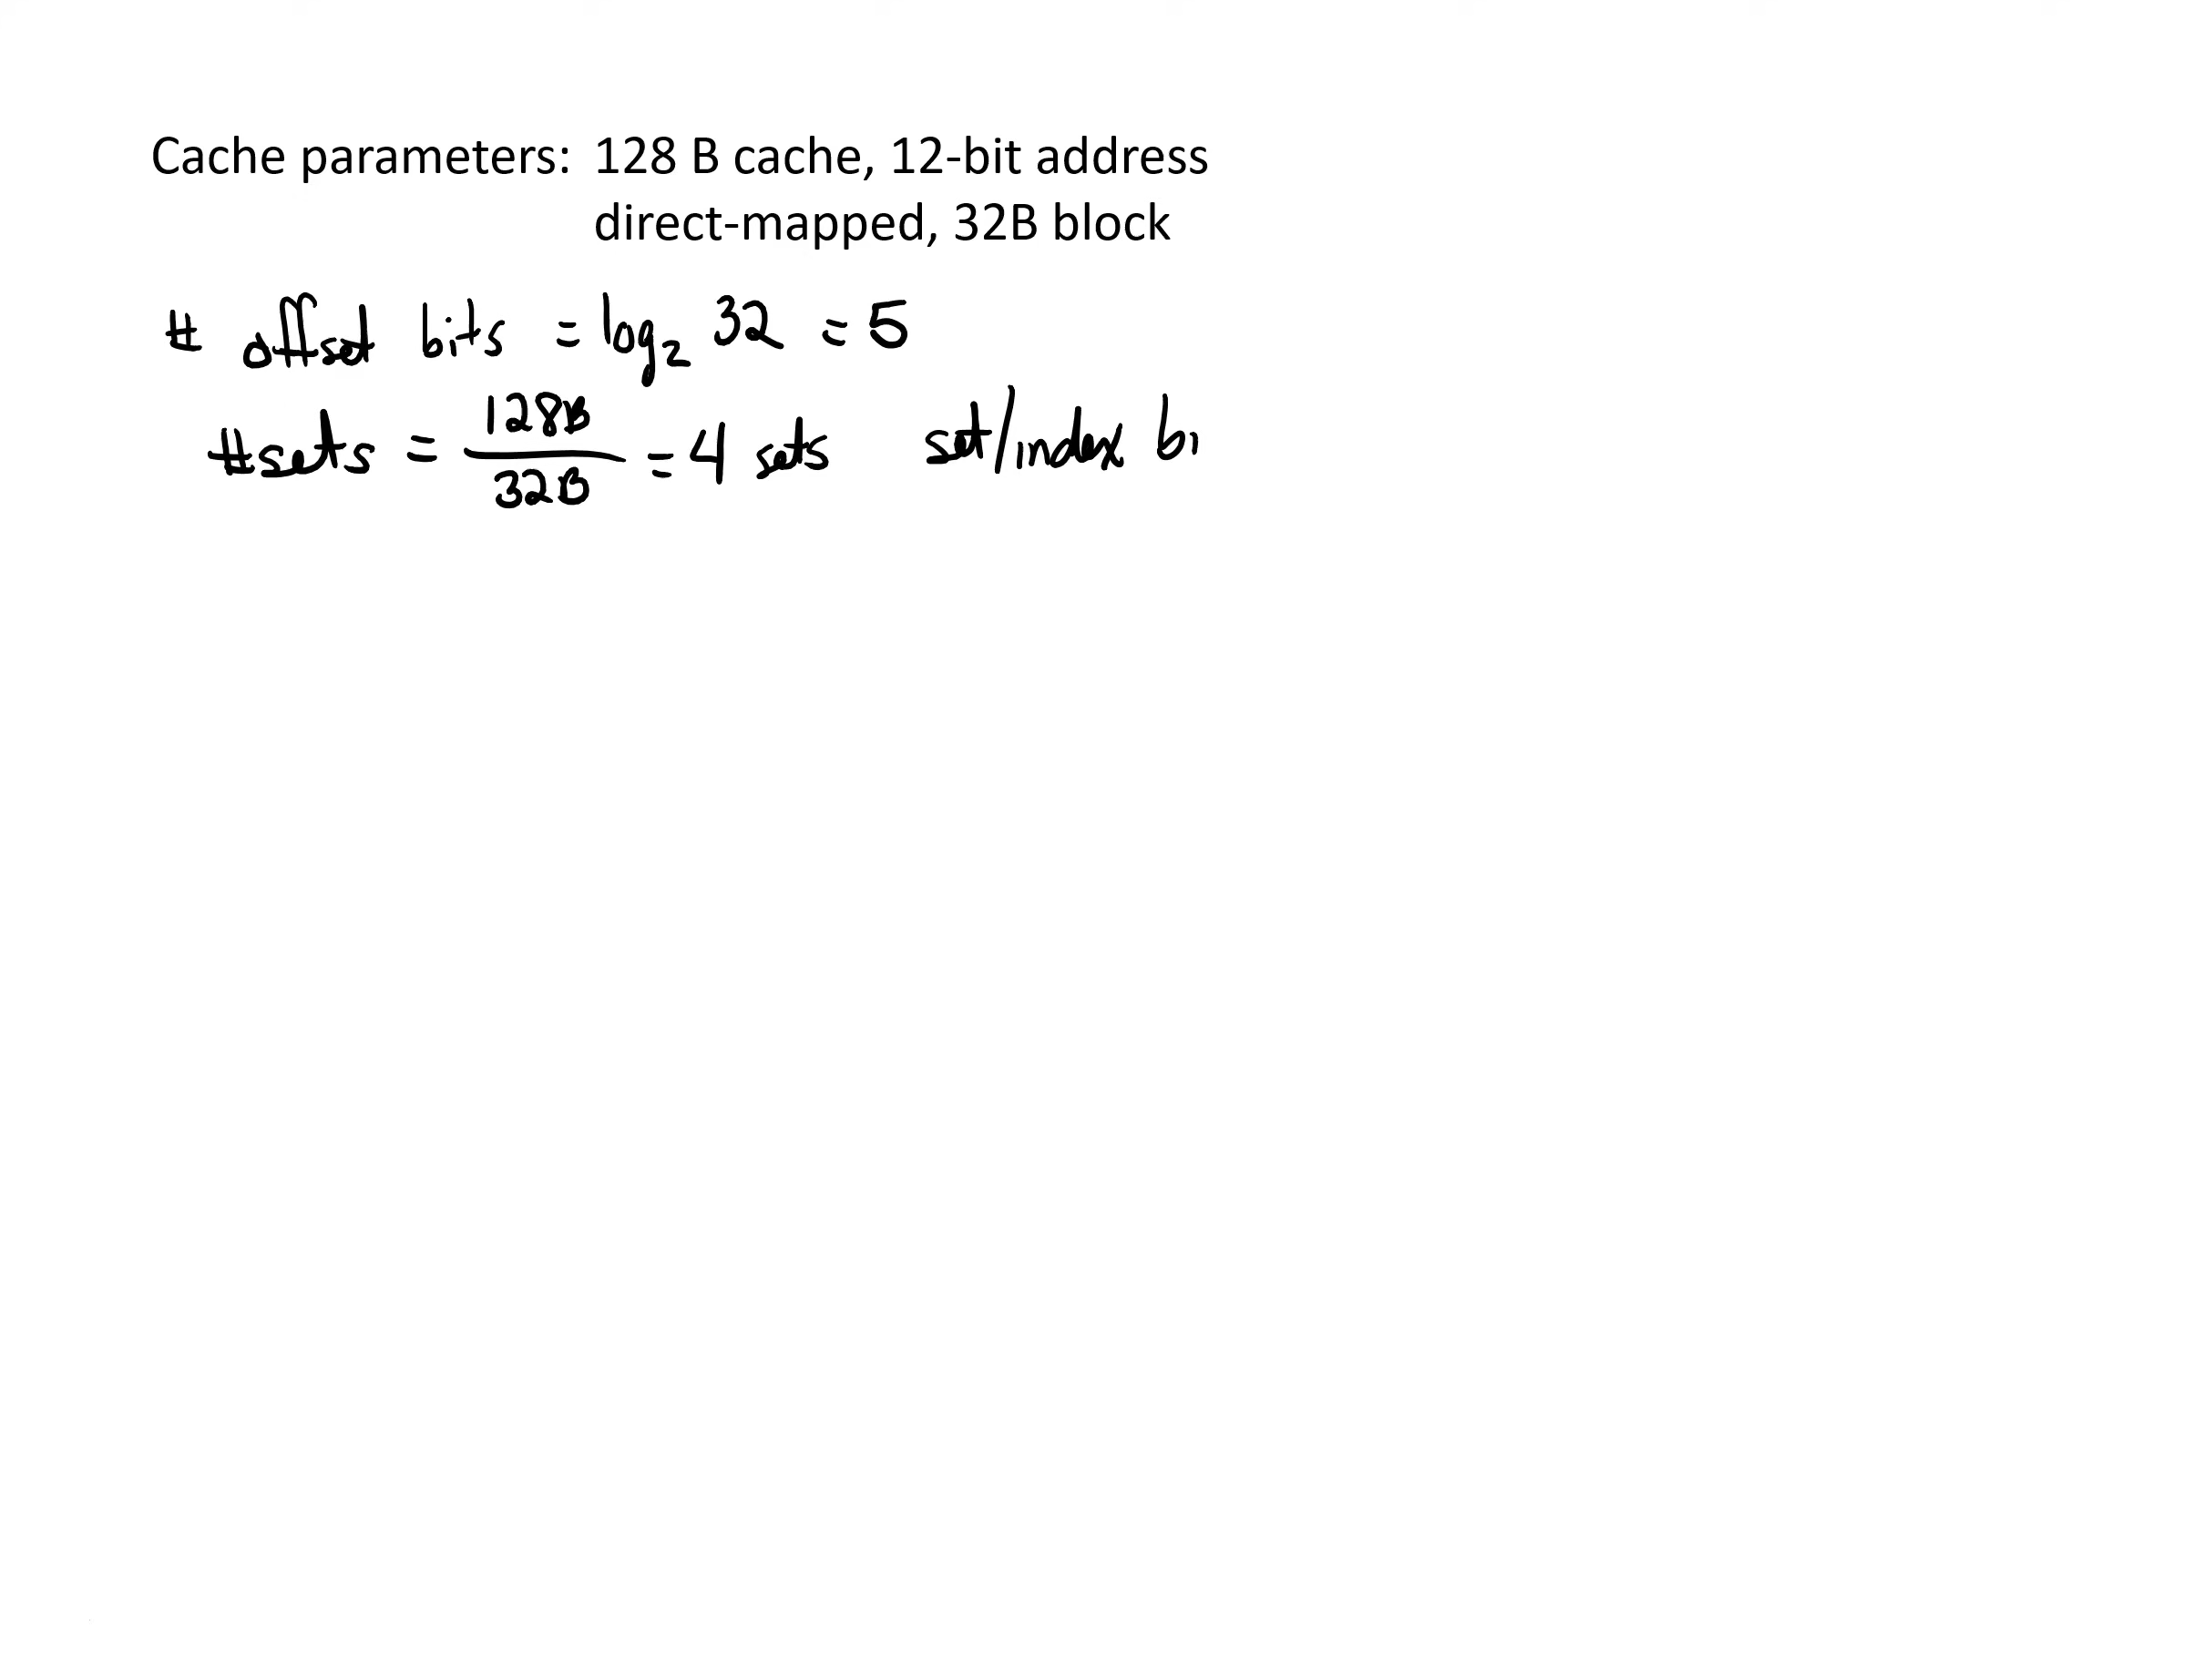 Cache parameters: 128 B cache, 12-bit address
direct-mapped, 32B block
# offset bits = log₂ 32 = 5
#sets = 128B / 32B = 4 sets set/index bi